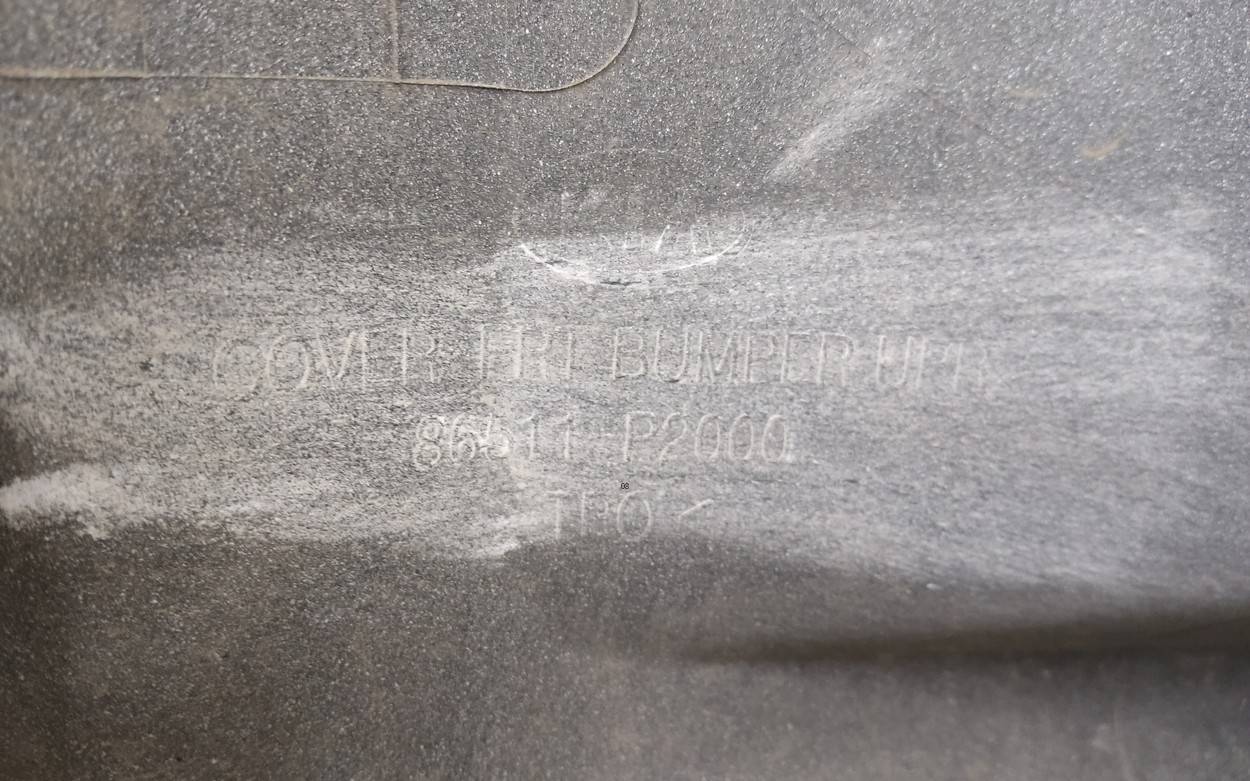 COVER FRT BUMPER UPR
86511-P2000
TPO <